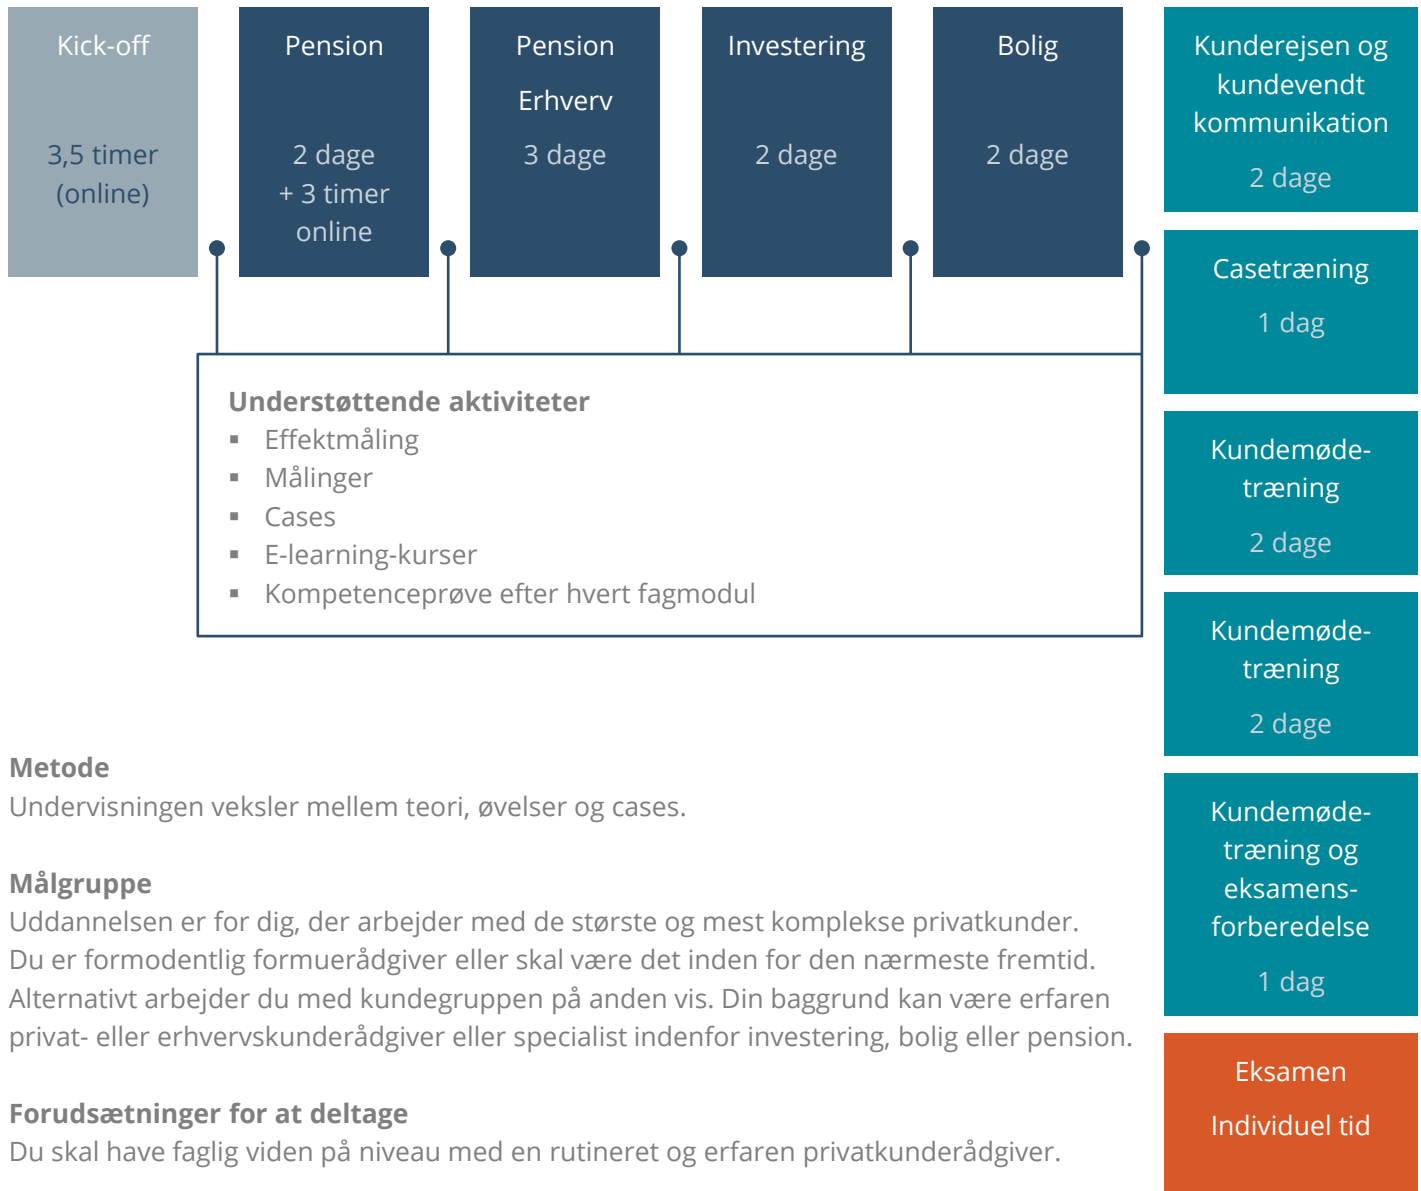 Kick-off
3,5 timer
(online)
Pension
2 dage
+ 3 timer
online
Pension
Erhverv
3 dage
Investering
2 dage
Bolig
2 dage
Kunderejsen og
kundevendt
kommunikation
2 dage
Casetræning
1 dag
Kundemøde-
træning
2 dage
Kundemøde-
træning
2 dage
Kundemøde-
træning og
eksamens-
forberedelse
1 dag
Eksamen
Individuel tid
Understøttende aktiviteter
▪ Effektmåling
▪ Målinger
▪ Cases
▪ E-learning-kurser
▪ Kompetenceprøve efter hvert fagmodul
Metode
Undervisningen veksler mellem teori, øvelser og cases.
Målgruppe
Uddannelsen er for dig, der arbejder med de største og mest komplekse privatkunder.
Du er formodentlig formuerådgiver eller skal være det inden for den nærmeste fremtid.
Alternativt arbejder du med kundegruppen på anden vis. Din baggrund kan være erfaren
privat- eller erhvervskunderådgiver eller specialist indenfor investering, bolig eller pension.
Forudsætninger for at deltage
Du skal have faglig viden på niveau med en rutineret og erfaren privatkunderådgiver.